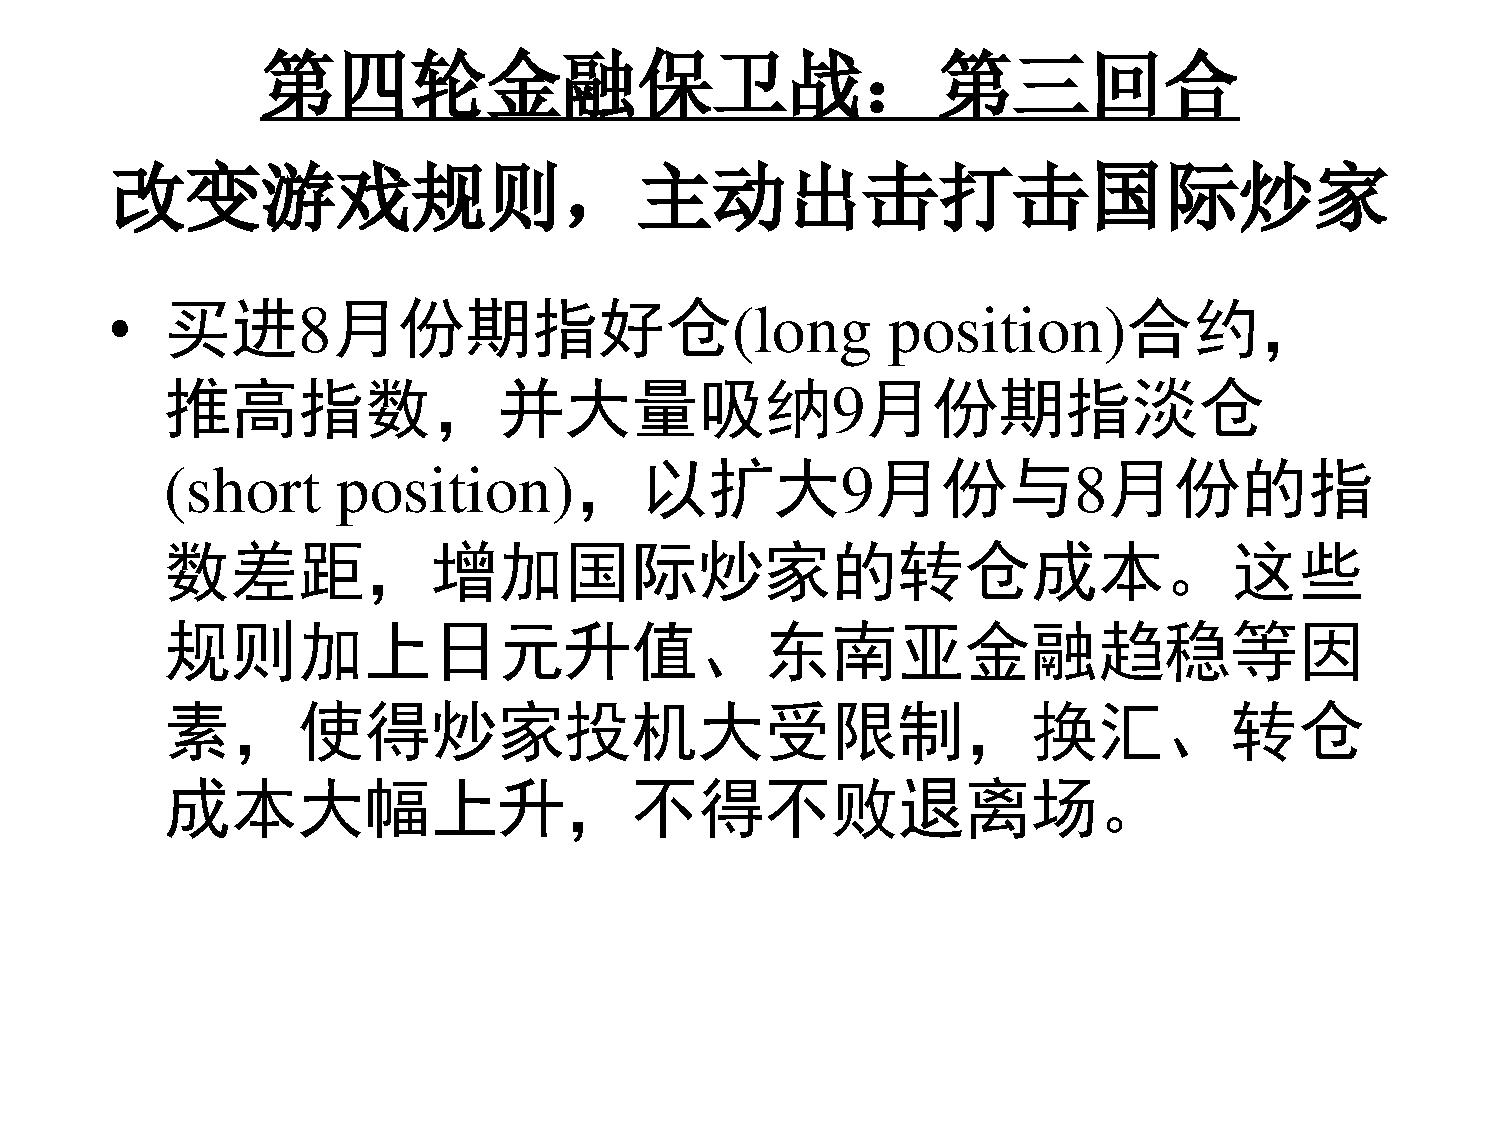 第四轮金融保卫战：第三回合
改变游戏规则，主动出击打击国际炒家
• 买进8月份期指好仓(long position)合约，
推高指数，并大量吸纳9月份期指淡仓
(short position)，以扩大9月份与8月份的指
数差距，增加国际炒家的转仓成本。这些
规则加上日元升值、东南亚金融趋稳等因
素，使得炒家投机大受限制，换汇、转仓
成本大幅上升，不得不败退离场。